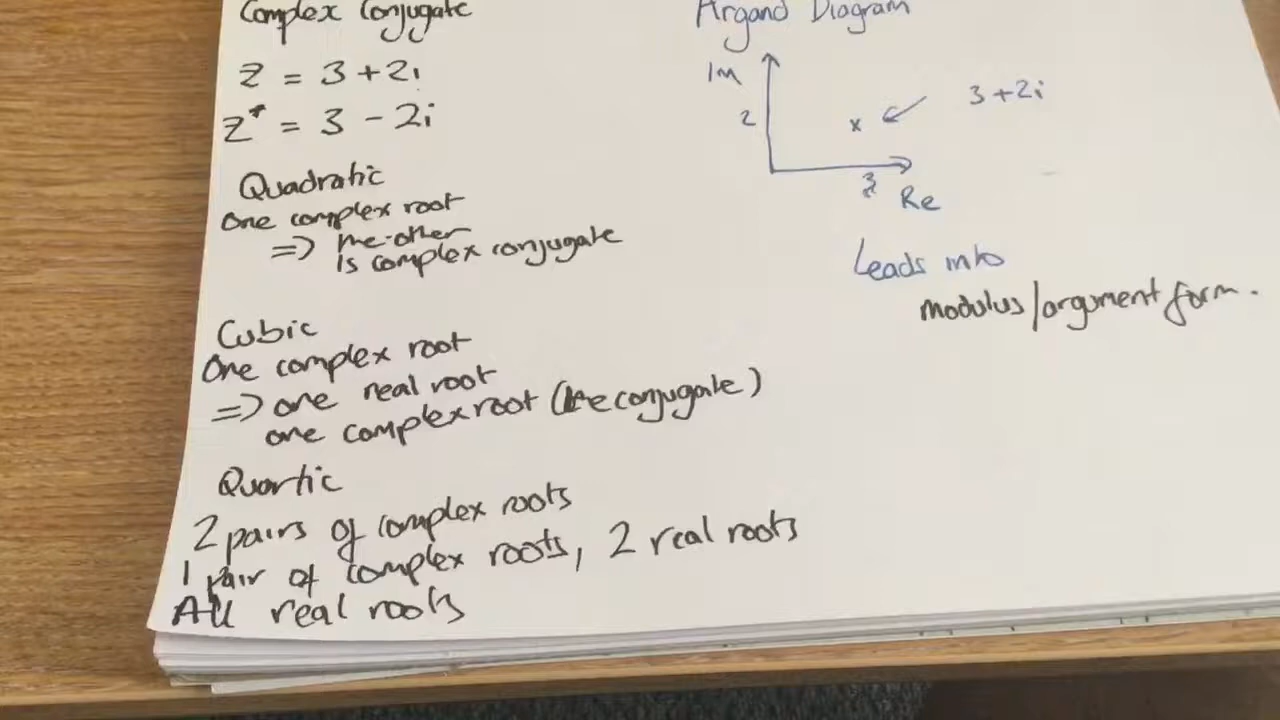 Complex Conjugate
z = 3 + 2i
z* = 3 - 2i
Quadratic
One complex root
=> the other
is complex conjugate
Cubic
One complex root
=> one real root
one complex root (the conjugate)
Quartic
2 pairs of complex roots
1 pair of complex roots, 2 real roots
All real roots
Argand Diagram
Im
3+2i
2
x
3
Re
Leads into
modulus/argument form.